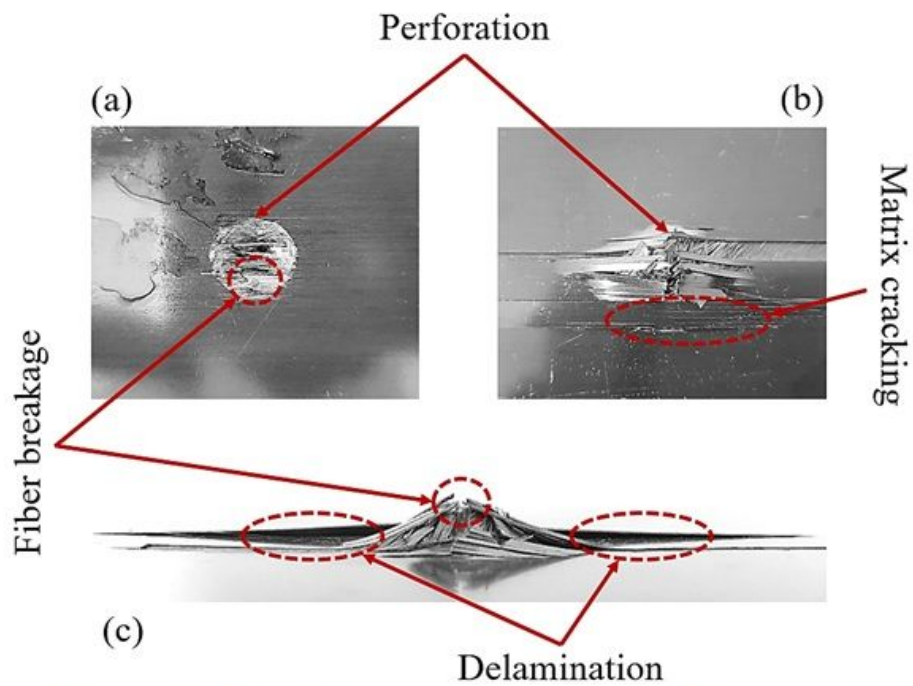 Perforation
(a)
(b)
Matrix cracking
Fiber breakage
(c)
Delamination